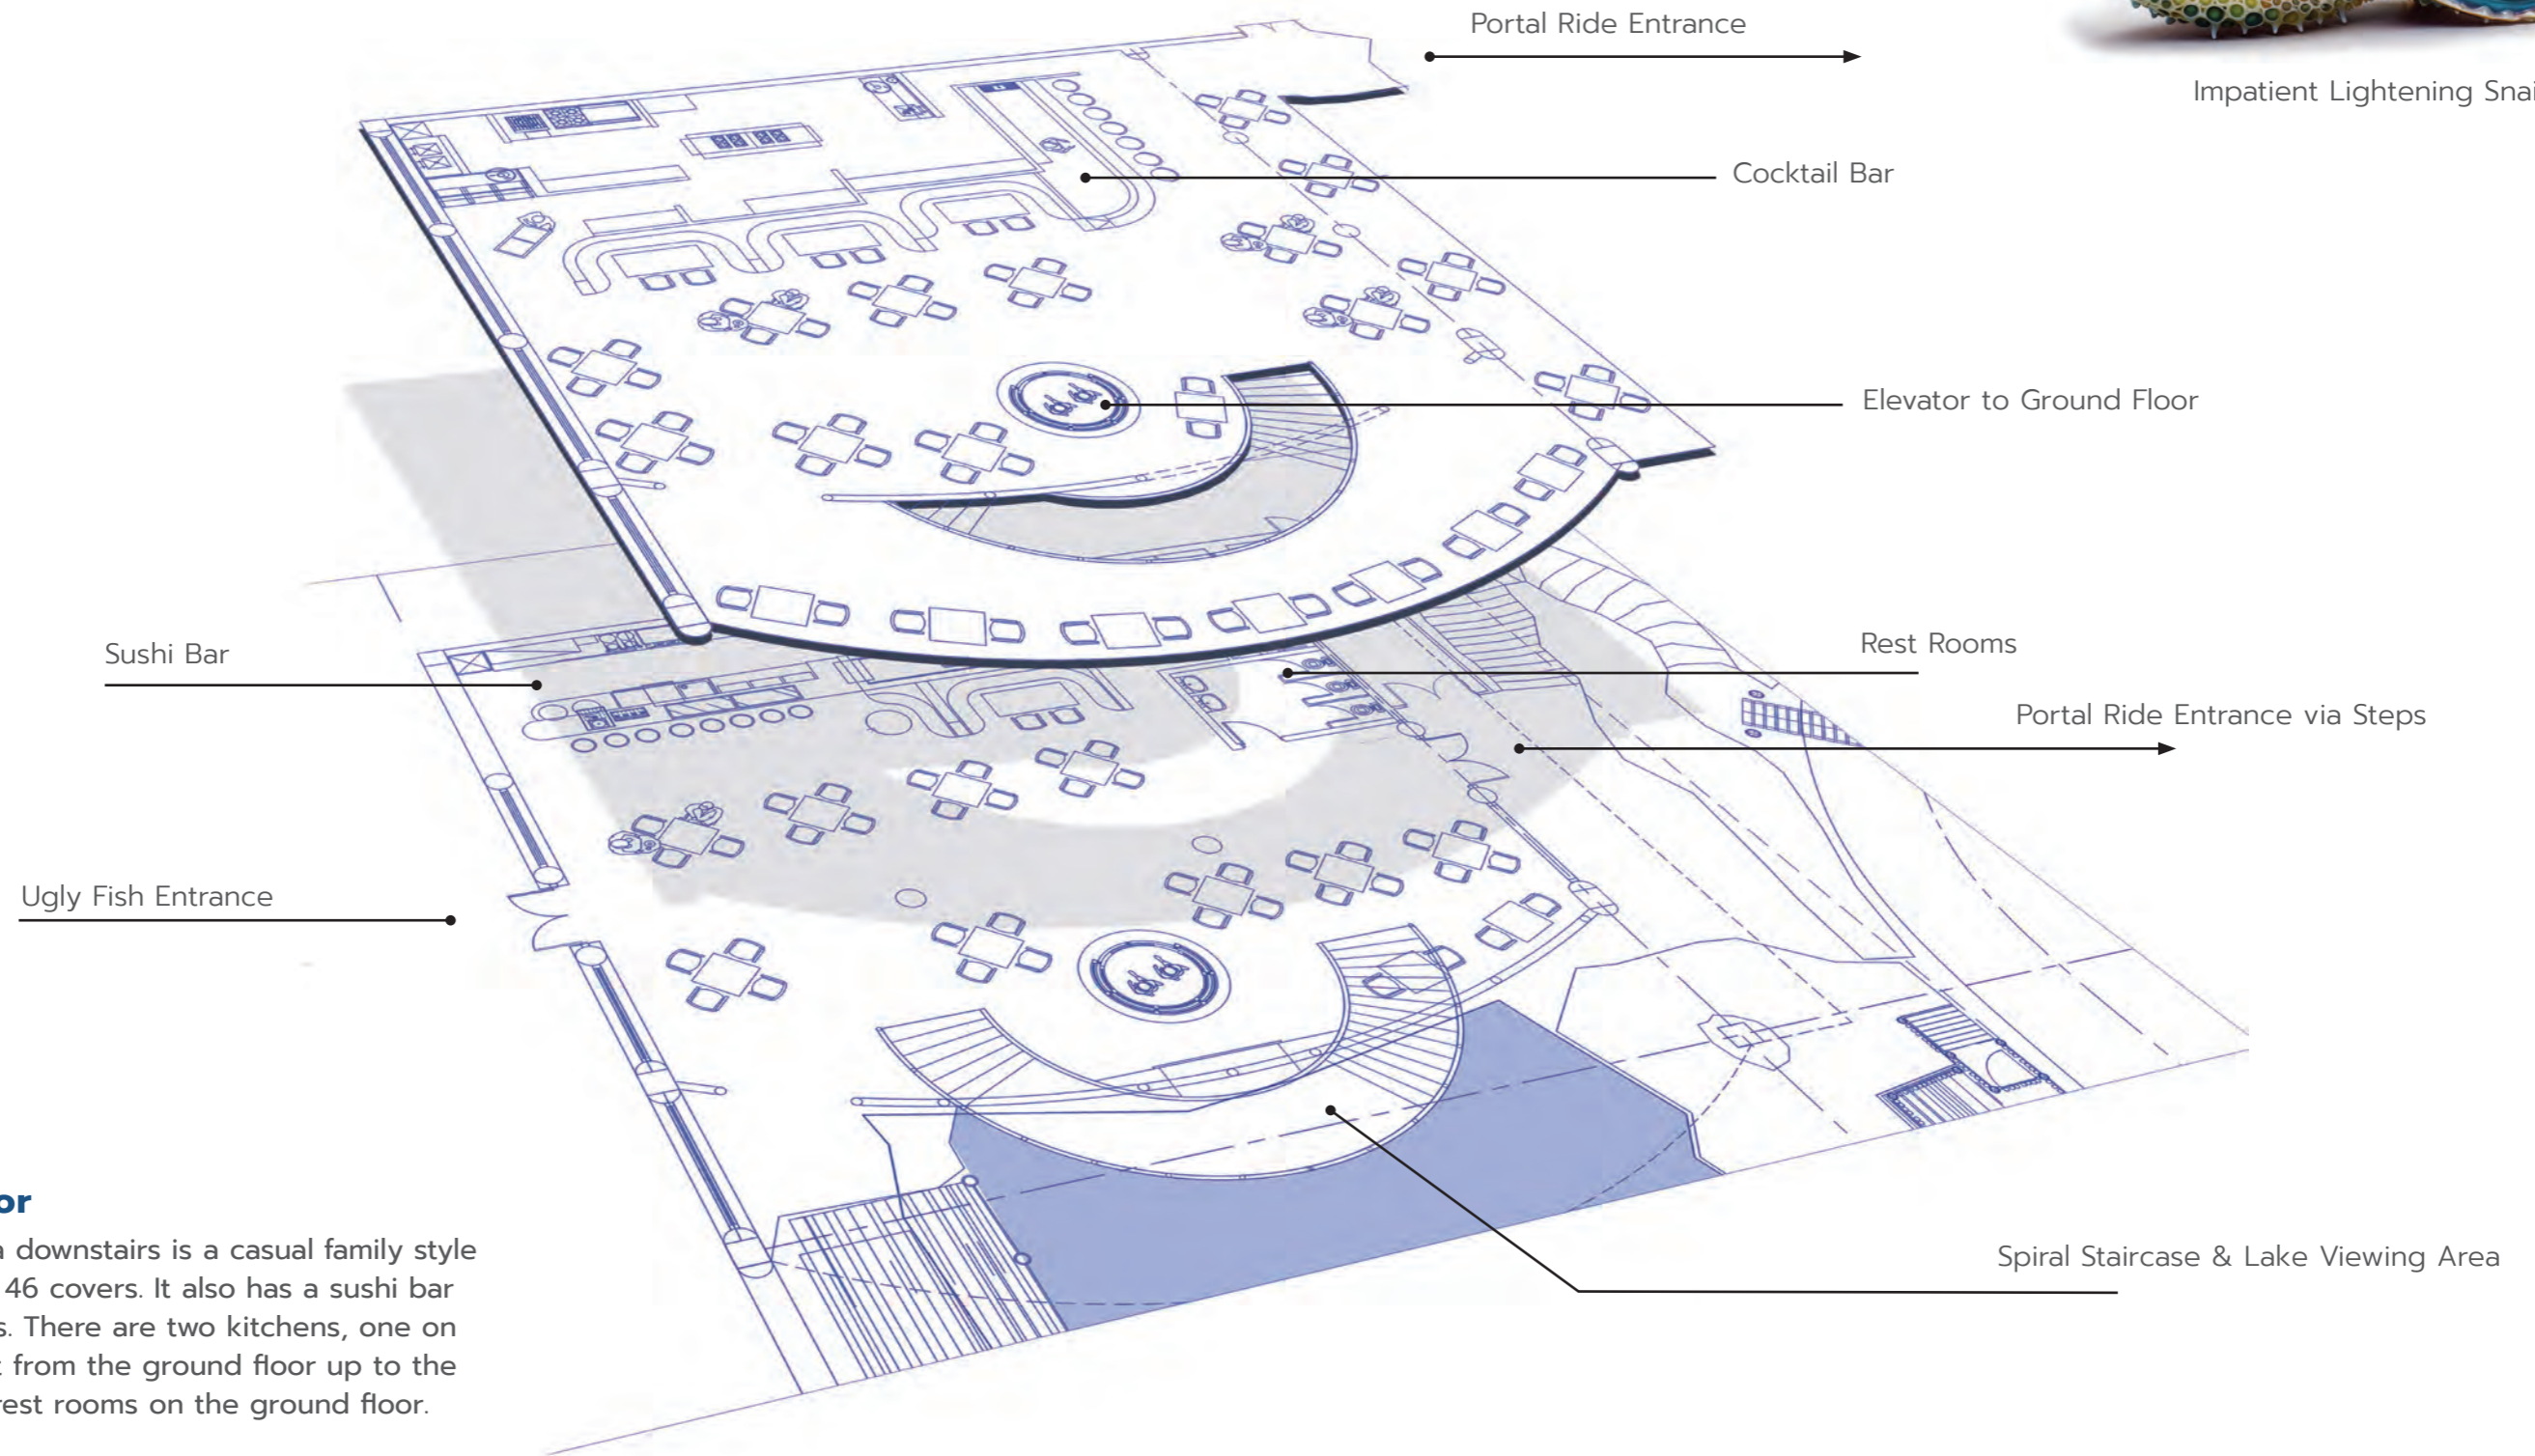 Portal Ride Entrance
Impatient Lightening
Cocktail Bar
Elevator to Ground Floor
Sushi Bar
Rest Rooms
Portal Ride Entrance via Steps
Ugly Fish Entrance
Spiral Staircase & Lake Viewing Area
downstairs is a casual family style
46 covers. It also has a sushi bar
There are two kitchens, one on
from the ground floor up to the
rest rooms on the ground floor.